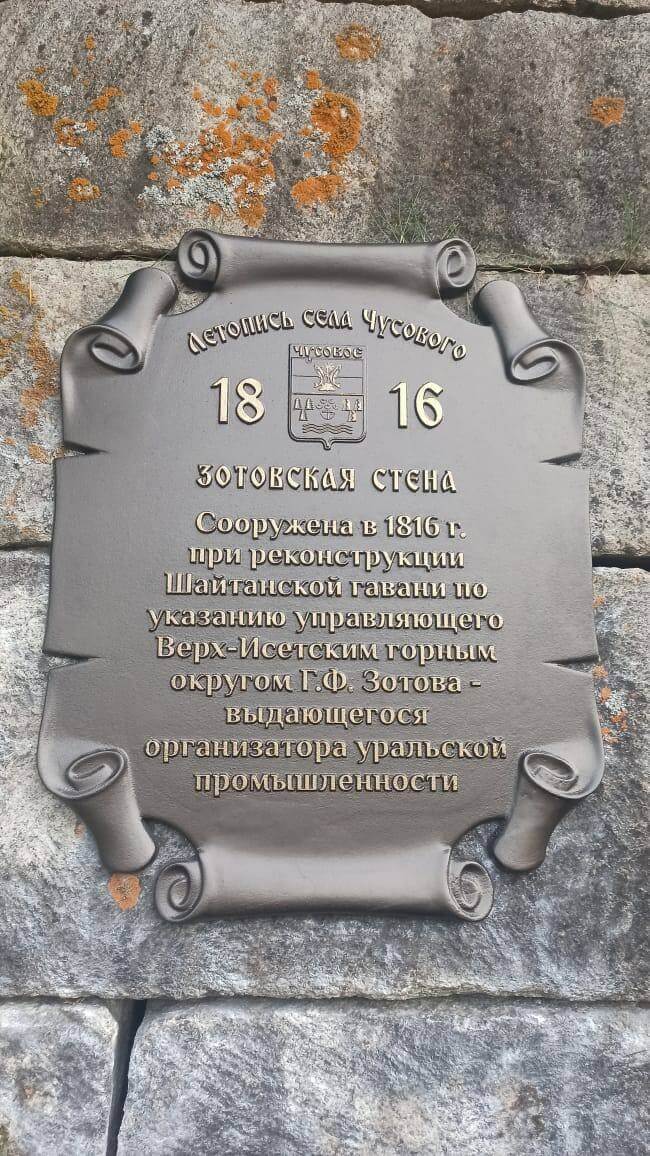 Летопись села Чусового
ЧУСОВОЕ
18 16
ЗОТОВСКАЯ СТЕНА
Сооружена в 1816 г.
при реконструкции
Шайтанской гавани по
указанию управляющего
Верх-Исетским горным
округом Г.Ф. Зотова -
выдающегося
организатора уральской
промышленности